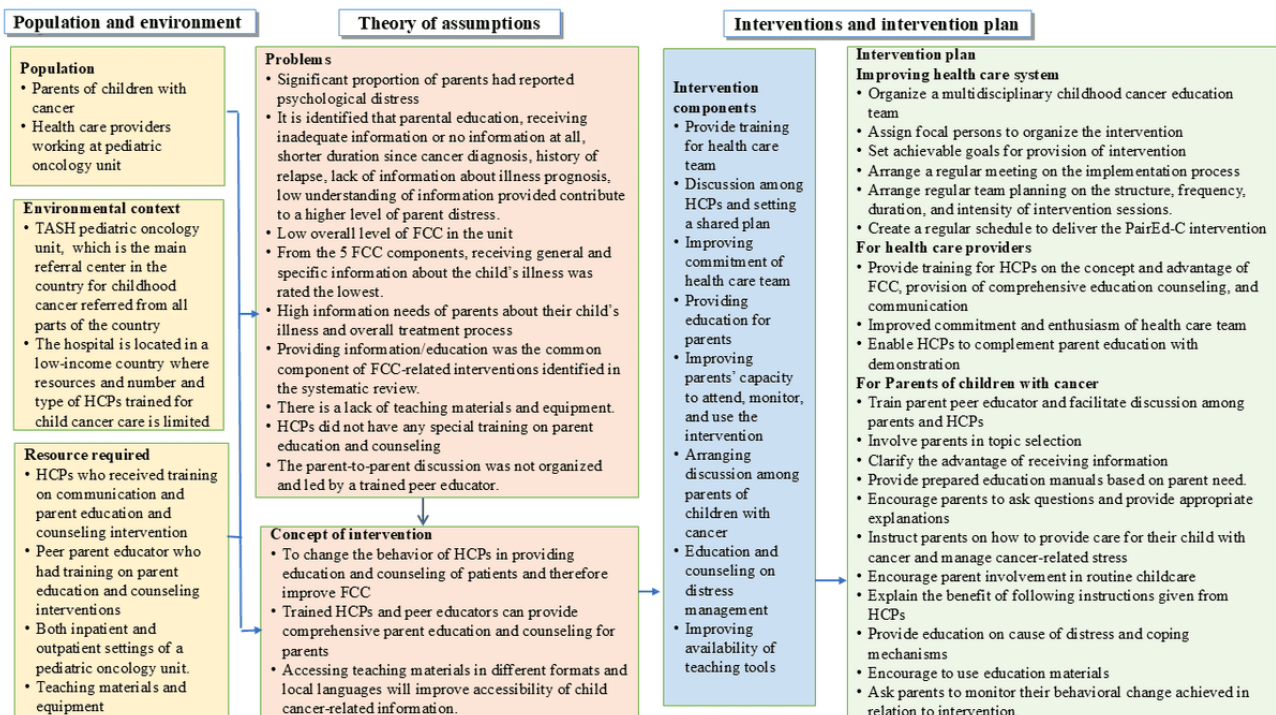 Population and environment
Theory of assumptions
Interventions and intervention plan
Population
• Parents of children with
cancer
• Health care providers
working at pediatric
oncology unit
Environmental context
• TASH pediatric oncology
unit, which is the main
referral center in the
country for childhood
cancer referred from all
parts of the country
• The hospital is located in a
low-income country where
resources and number and
type of HCPs trained for
child cancer care is limited
Resource required
• HCPs who received training
on communication and
parent education and
counseling intervention
• Peer parent educator who
had training on parent
education and counseling
interventions
• Both inpatient and
outpatient settings of a
pediatric oncology unit.
• Teaching materials and
equipment
Problems
• Significant proportion of parents had reported
psychological distress
• It is identified that parental education, receiving
inadequate information or no information at all,
shorter duration since cancer diagnosis, history of
relapse, lack of information about illness prognosis,
low understanding of information provided contribute
to a higher level of parent distress.
• Low overall level of FCC in the unit
• From the 5 FCC components, receiving general and
specific information about the child's illness was
rated the lowest.
• High information needs of parents about their child's
illness and overall treatment process
• Providing information/education was the common
component of FCC-related interventions identified in
the systematic review.
• There is a lack of teaching materials and equipment.
• HCPs did not have any special training on parent
education and counseling
• The parent-to-parent discussion was not organized
and led by a trained peer educator.
Concept of intervention
• To change the behavior of HCPs in providing
education and counseling of patients and therefore
improve FCC
• Trained HCPs and peer educators can provide
comprehensive parent education and counseling for
parents
• Accessing teaching materials in different formats and
local languages will improve accessibility of child
cancer-related information.
Intervention
components
• Provide training
for health care
team
• Discussion among
HCPs and setting
a shared plan
• Improving
commitment of
health care team
• Providing
education for
parents
• Improving
parents' capacity
to attend, monitor,
and use the
intervention
• Arranging
discussion among
parents of
children with
cancer
• Education and
counseling on
distress
management
• Improving
availability of
teaching tools
Intervention plan
Improving health care system
• Organize a multidisciplinary childhood cancer education
team
• Assign focal persons to organize the intervention
• Set achievable goals for provision of intervention
• Arrange a regular meeting on the implementation process
• Arrange regular team planning on the structure, frequency,
duration, and intensity of intervention sessions.
• Create a regular schedule to deliver the PairEd-C intervention
For health care providers
• Provide training for HCPs on the concept and advantage of
FCC, provision of comprehensive education counseling, and
communication
• Improved commitment and enthusiasm of health care team
• Enable HCPs to complement parent education with
demonstration
For Parents of children with cancer
• Train parent peer educator and facilitate discussion among
parents and HCPs
• Involve parents in topic selection
• Clarify the advantage of receiving information
• Provide prepared education manuals based on parent need.
• Encourage parents to ask questions and provide appropriate
explanations
• Instruct parents on how to provide care for their child with
cancer and manage cancer-related stress
• Encourage parent involvement in routine childcare
• Explain the benefit of following instructions given from
HCPs
• Provide education on cause of distress and coping
mechanisms
• Encourage to use education materials
• Ask parents to monitor their behavioral change achieved in
relation to intervention